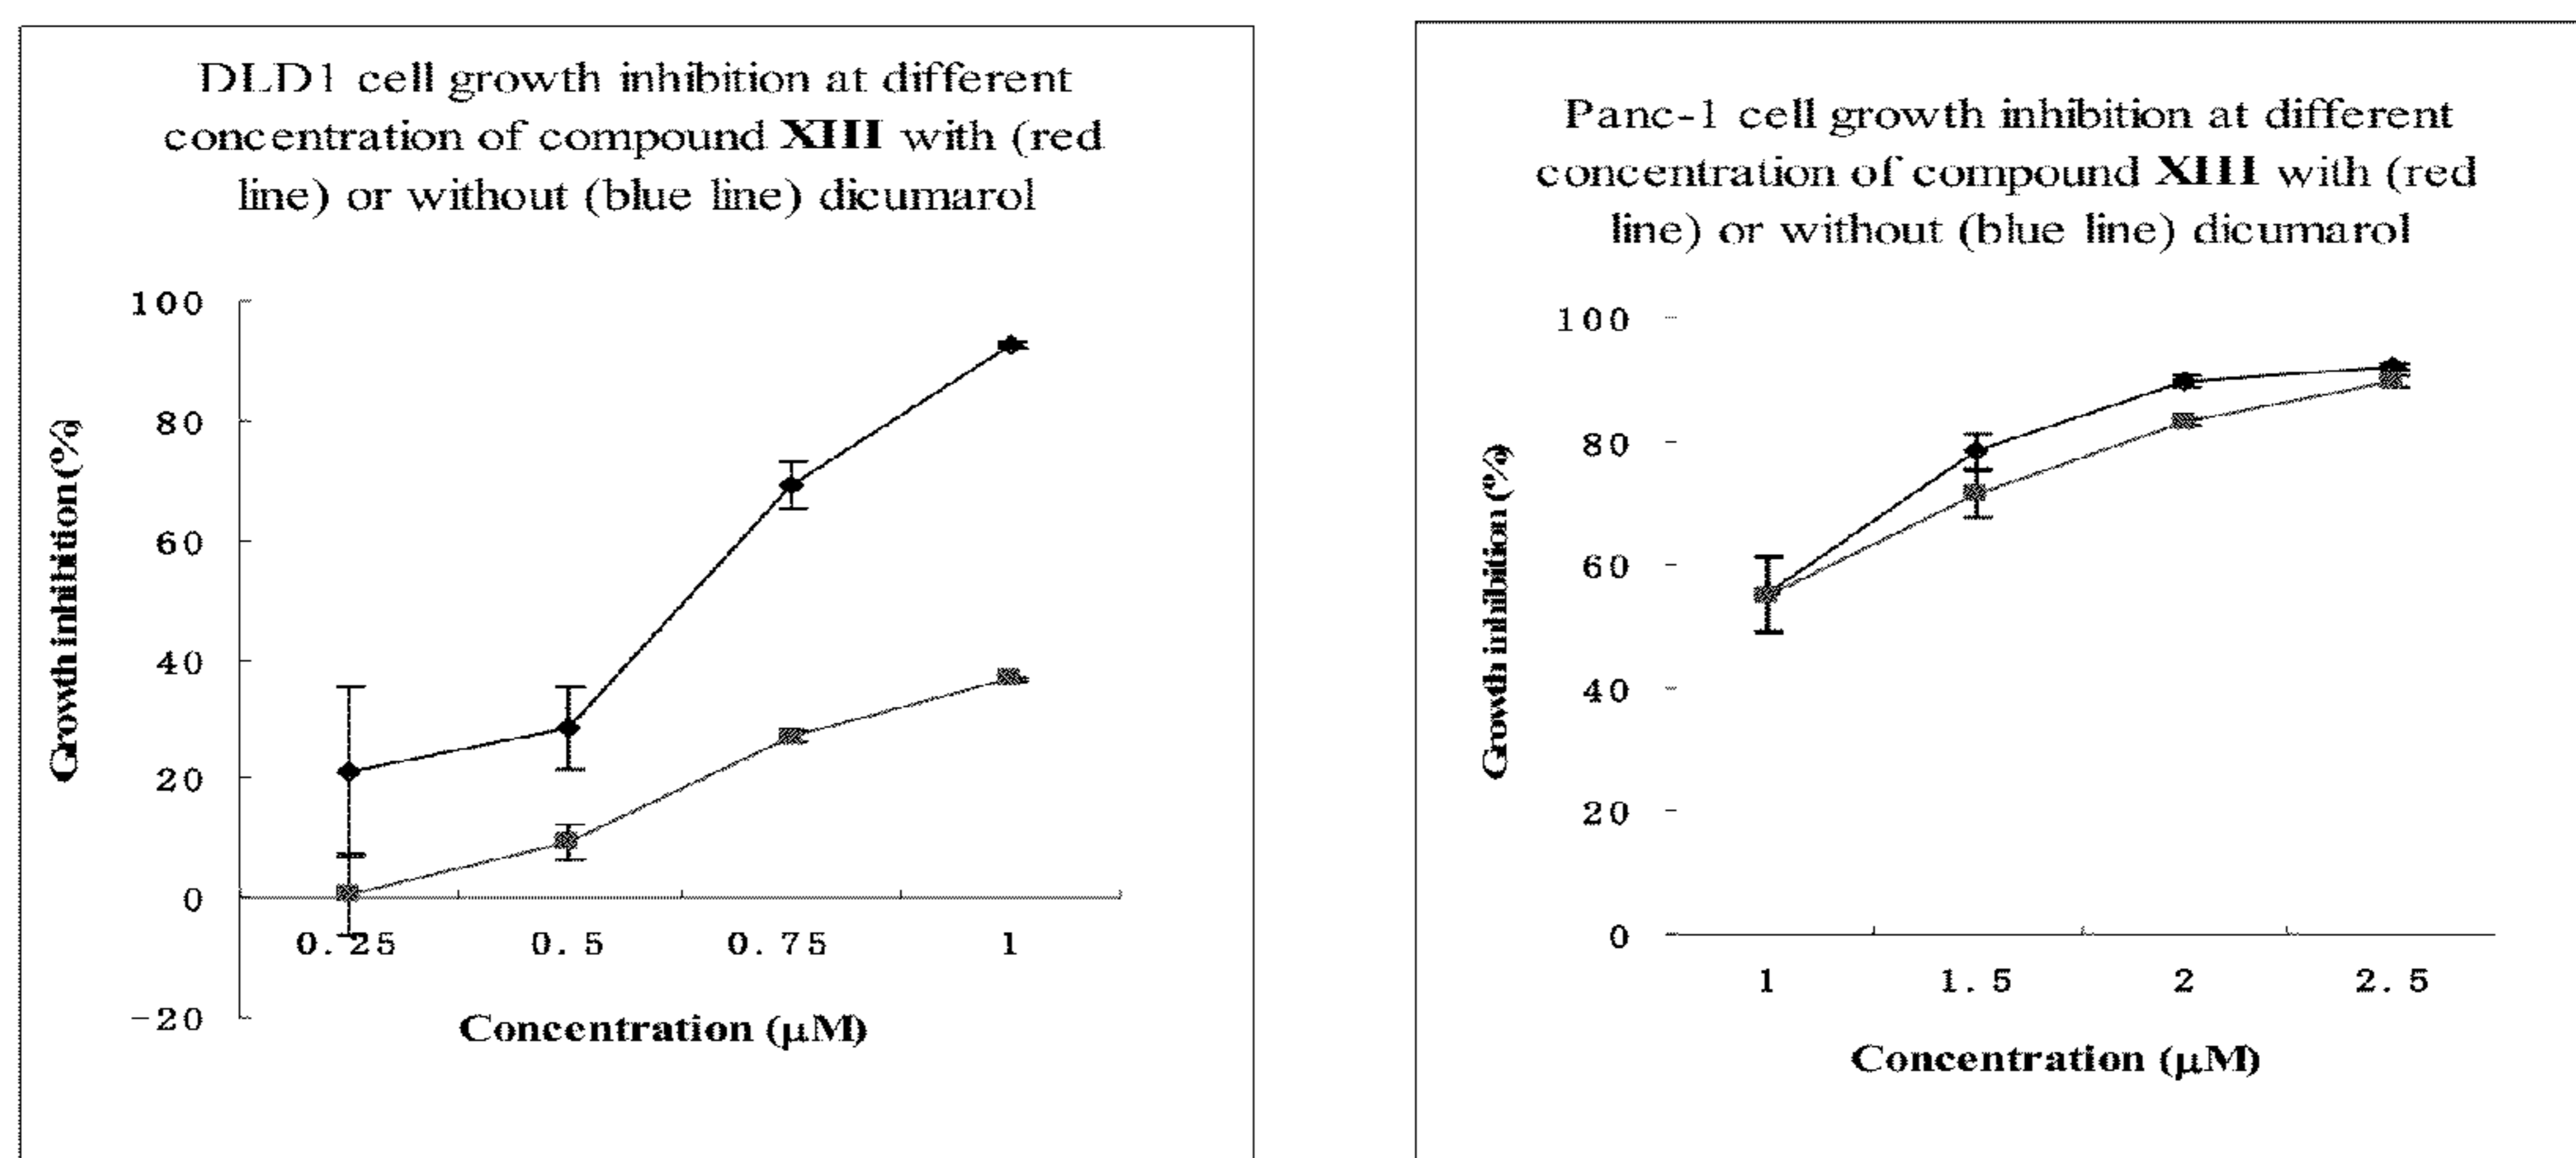 DLD1 cell growth inhibition at different
concentration of compound XIII with (red
line) or without (blue line) dicumarol
100
80
60
40
20
0
-20
Growth inhibition (%)
0.25 0.5 0.75 1
Concentration (μM)
Panc-1 cell growth inhibition at different
concentration of compound XIII with (red
line) or without (blue line) dicumarol
100
80
60
40
20
0
Growth inhibition (%)
1 1.5 2 2.5
Concentration (μM)